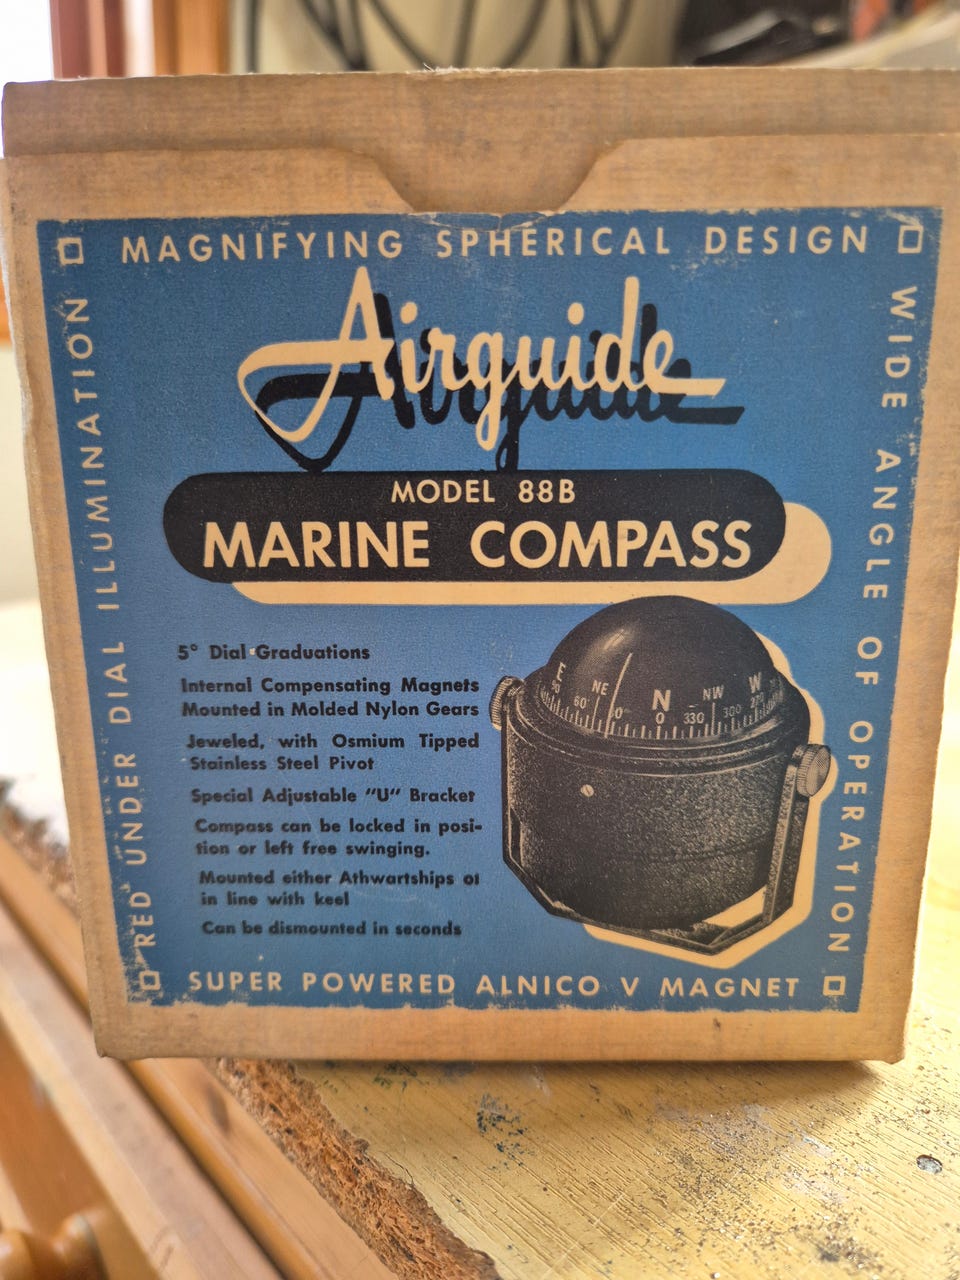 MAGNIFYING SPHERICAL DESIGN
WIDE ANGLE OF OPERATION
RED UNDER DIAL ILLUMINATION
Airguide
MODEL 88B
MARINE COMPASS
5° Dial Graduations
Internal Compensating Magnets
Mounted in Molded Nylon Gears
Jeweled, with Osmium Tipped
Stainless Steel Pivot
Special Adjustable "U" Bracket
Compass can be locked in posi-
tion or left free swinging.
Mounted either Athwartships or
in line with keel
Can be dismounted in seconds
E NE N NW W
60 0 330 300
SUPER POWERED ALNICO V MAGNET